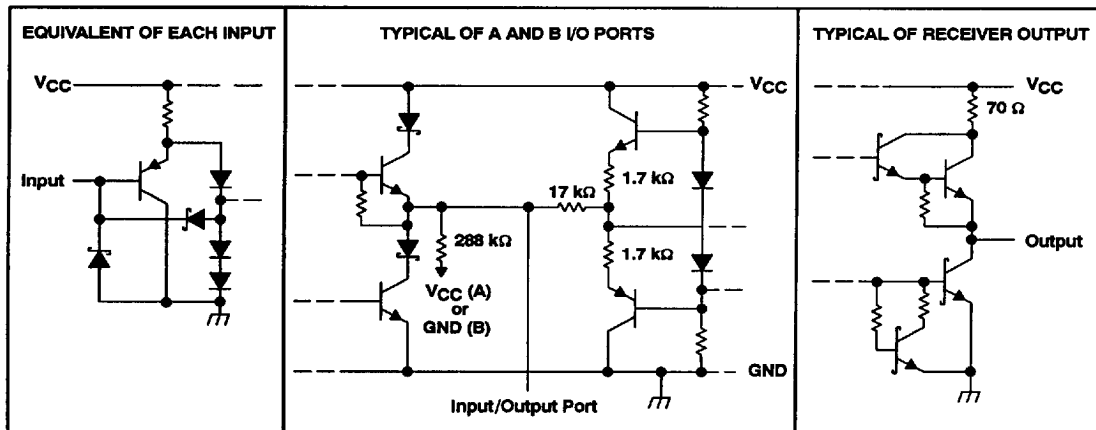 EQUIVALENT OF EACH INPUT
VCC
Input
TYPICAL OF A AND B I/O PORTS
VCC
1.7 kΩ
17 kΩ
288 kΩ
1.7 kΩ
VCC (A)
or
GND (B)
GND
Input/Output Port
TYPICAL OF RECEIVER OUTPUT
VCC
70 Ω
Output